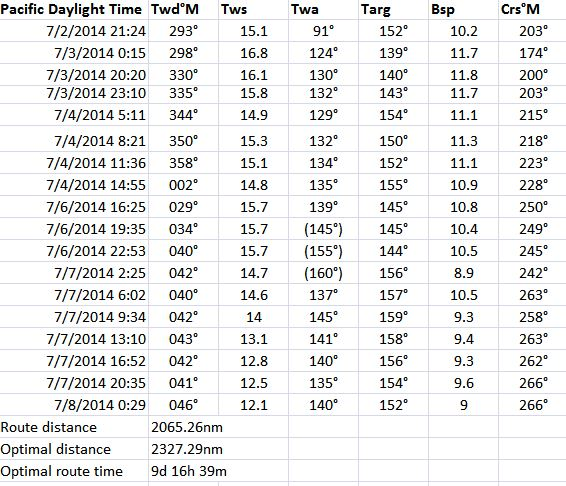 Pacific Daylight Time Twd°M Tws Twa Targ Bsp Crs°M
7/2/2014 21:24 293° 15.1 91° 152° 10.2 203°
7/3/2014 0:15 298° 16.8 124° 139° 11.7 174°
7/3/2014 20:20 330° 16.1 130° 140° 11.8 200°
7/3/2014 23:10 335° 15.8 132° 143° 11.7 203°
7/4/2014 5:11 344° 14.9 129° 154° 11.1 215°
7/4/2014 8:21 350° 15.3 132° 150° 11.3 218°
7/4/2014 11:36 358° 15.1 134° 152° 11.1 223°
7/4/2014 14:55 002° 14.8 135° 155° 10.9 228°
7/6/2014 16:25 029° 15.7 139° 145° 10.8 250°
7/6/2014 19:35 034° 15.7 (145°) 145° 10.4 249°
7/6/2014 22:53 040° 15.7 (155°) 144° 10.5 245°
7/7/2014 2:25 042° 14.7 (160°) 156° 8.9 242°
7/7/2014 6:02 040° 14.6 137° 157° 10.5 263°
7/7/2014 9:34 042° 14 145° 159° 9.3 258°
7/7/2014 13:10 043° 13.1 141° 158° 9.4 263°
7/7/2014 16:52 042° 12.8 140° 156° 9.3 262°
7/7/2014 20:35 041° 12.5 135° 154° 9.6 266°
7/8/2014 0:29 046° 12.1 140° 152° 9 266°
Route distance 2065.26nm
Optimal distance 2327.29nm
Optimal route time 9d 16h 39m